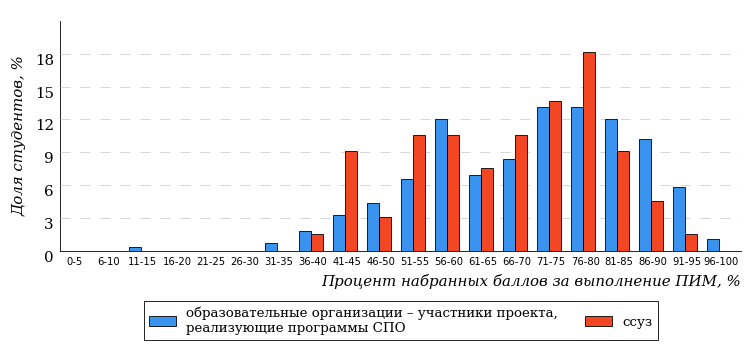 Доля студентов, %
18
15
12
9
6
3
0
0-5 6-10 11-15 16-20 21-25 26-30 31-35 36-40 41-45 46-50 51-55 56-60 61-65 66-70 71-75 76-80 81-85 86-90 91-95 96-100
Процент набранных баллов за выполнение ПИМ, %
образовательные организации – участники проекта,
реализующие программы СПО
ссуз